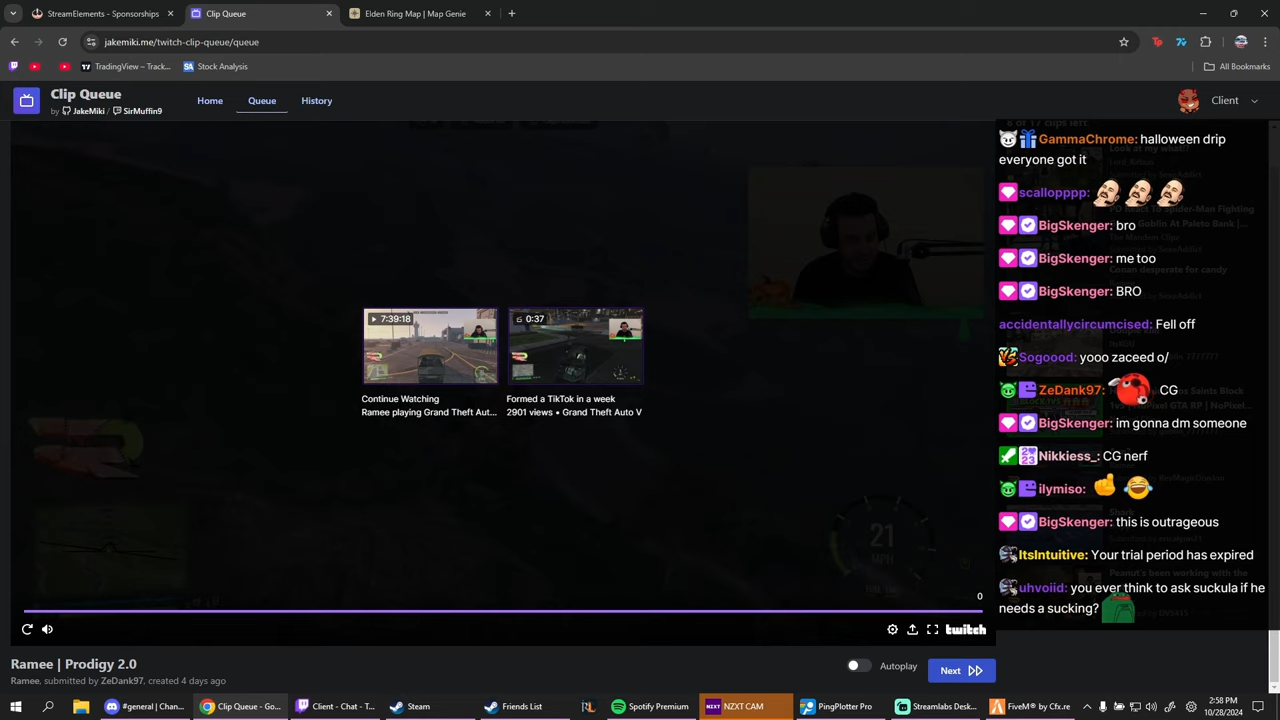 StreamElements - Sponsorships
Clip Queue
Elden Ring Map | Map Genie
jakemiki.me/twitch-clip-queue/queue
TradingView – Track...
Stock Analysis
All Bookmarks
Clip Queue
by JakeMiki / SirMuffin9
Home
Queue
History
Client
GammaChrome: halloween drip
everyone got it
scallopppp:
BigSkenger: bro
BigSkenger: me too
BigSkenger: BRO
accidentallycircumcised: Fell off
Sogoood: yooo zaceed o/
ZeDank97: CG
BigSkenger: im gonna dm someone
Nikkiess_: CG nerf
ilymiso:
BigSkenger: this is outrageous
ItsIntuitive: Your trial period has expired
uhvoiid: you ever think to ask suckula if he
needs a sucking?
7:39:18
0:37
Continue Watching
Ramee playing Grand Theft Aut...
Formed a TikTok in a week
2901 views • Grand Theft Auto V
21
MPH
0
twitch
Ramee | Prodigy 2.0
Ramee, submitted by ZeDank97, created 4 days ago
Autoplay
Next
#general | Chan...
Clip Queue - Go...
Client - Chat - T...
Steam
Friends List
Spotify Premium
NZXT CAM
PingPlotter Pro
Streamlabs Desk...
FiveM® by Cfx.re
2:58 PM
10/28/2024